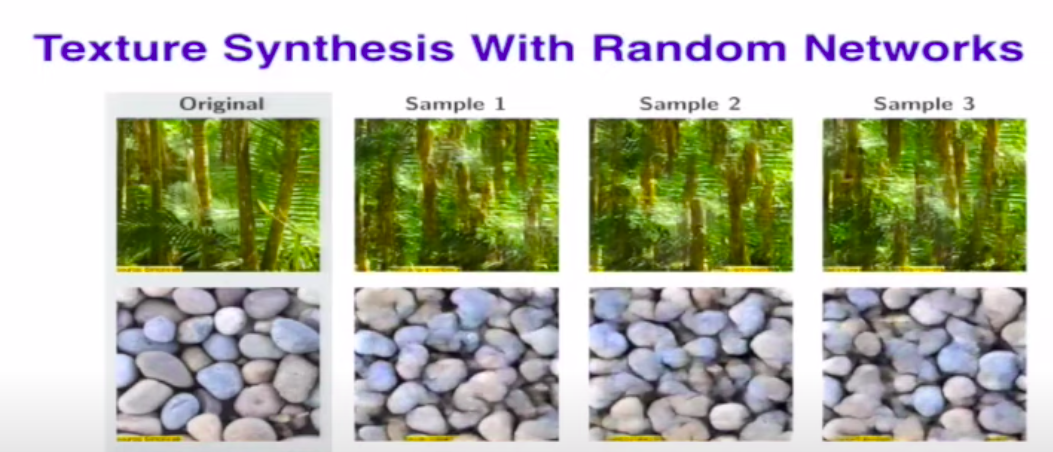 Texture Synthesis With Random Networks
Original
Sample 1
Sample 2
Sample 3